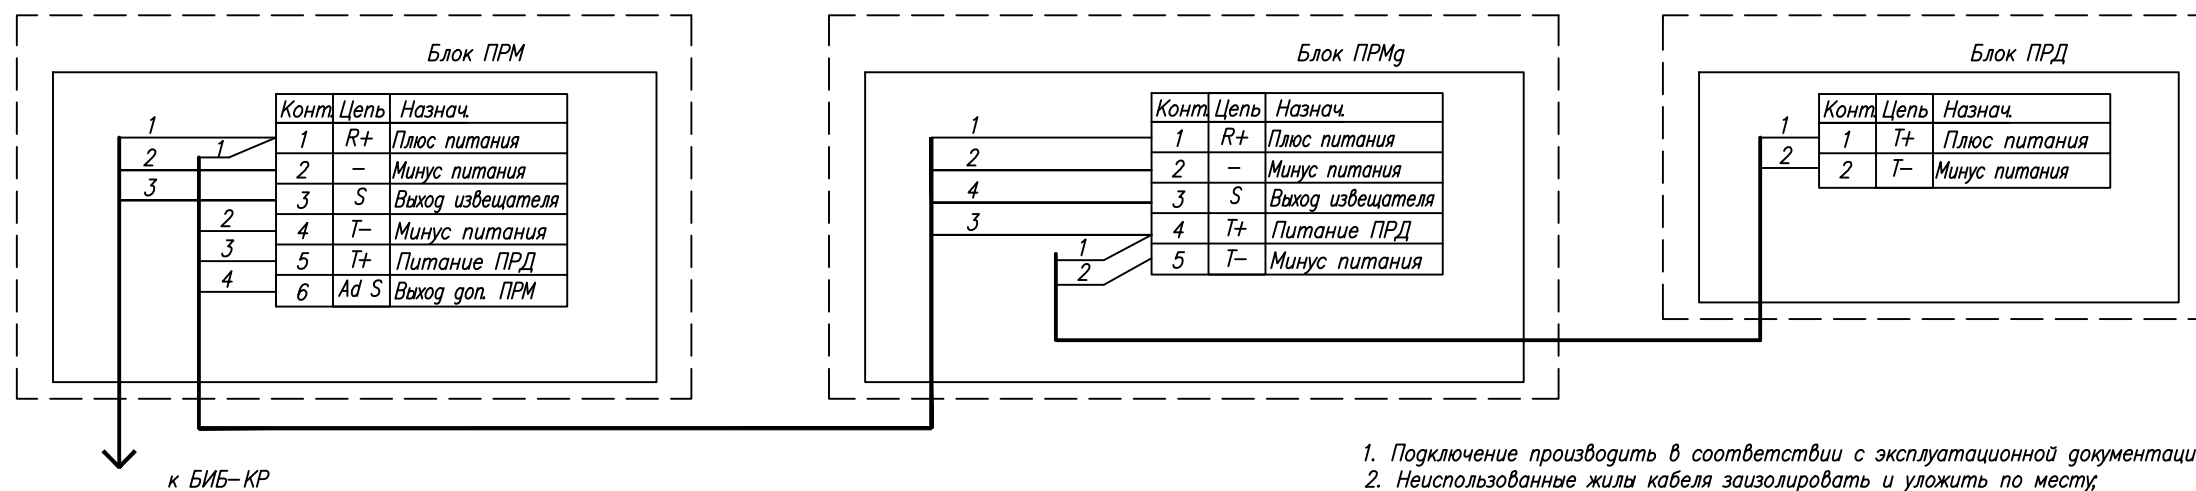 Блок ПРМ
Конт. Цепь Назнач.
1 R+ Плюс питания
2 − Минус питания
3 S Выход извещателя
4 T− Минус питания
5 T+ Питание ПРД
6 Ad S Выход доп. ПРМ
1
2
3
1
2
3
4
к БИБ-КР
Блок ПРМд
Конт. Цепь Назнач.
1 R+ Плюс питания
2 − Минус питания
3 S Выход извещателя
4 T+ Питание ПРД
5 T− Минус питания
1
2
4
3
1
2
Блок ПРД
Конт. Цепь Назнач.
1 T+ Плюс питания
2 T− Минус питания
1
2
1. Подключение производить в соответствии с эксплуатационной документаци
2. Неиспользованные жилы кабеля заизолировать и уложить по месту;